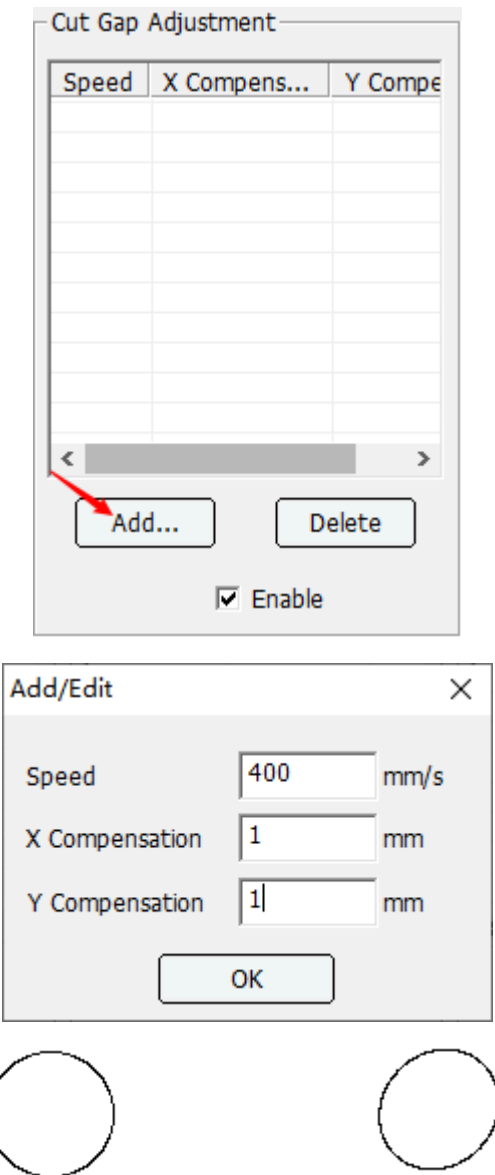 Cut Gap Adjustment
Speed X Compens... Y Compe
Add... Delete
Enable
Add/Edit
Speed 400 mm/s
X Compensation 1 mm
Y Compensation 1 mm
OK